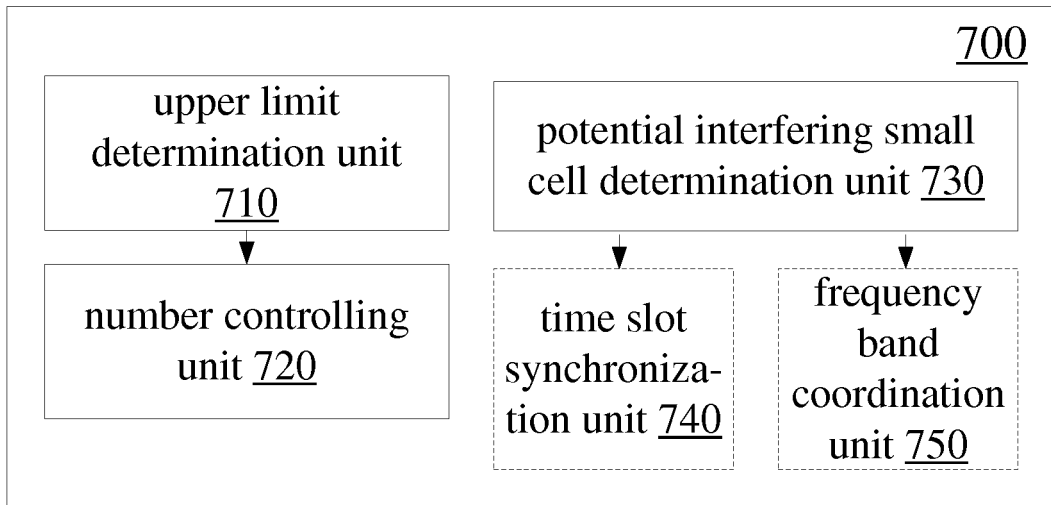 700
upper limit
determination unit
710
number controlling
unit 720
potential interfering small
cell determination unit 730
time slot
synchroniza-
tion unit 740
frequency
band
coordination
unit 750